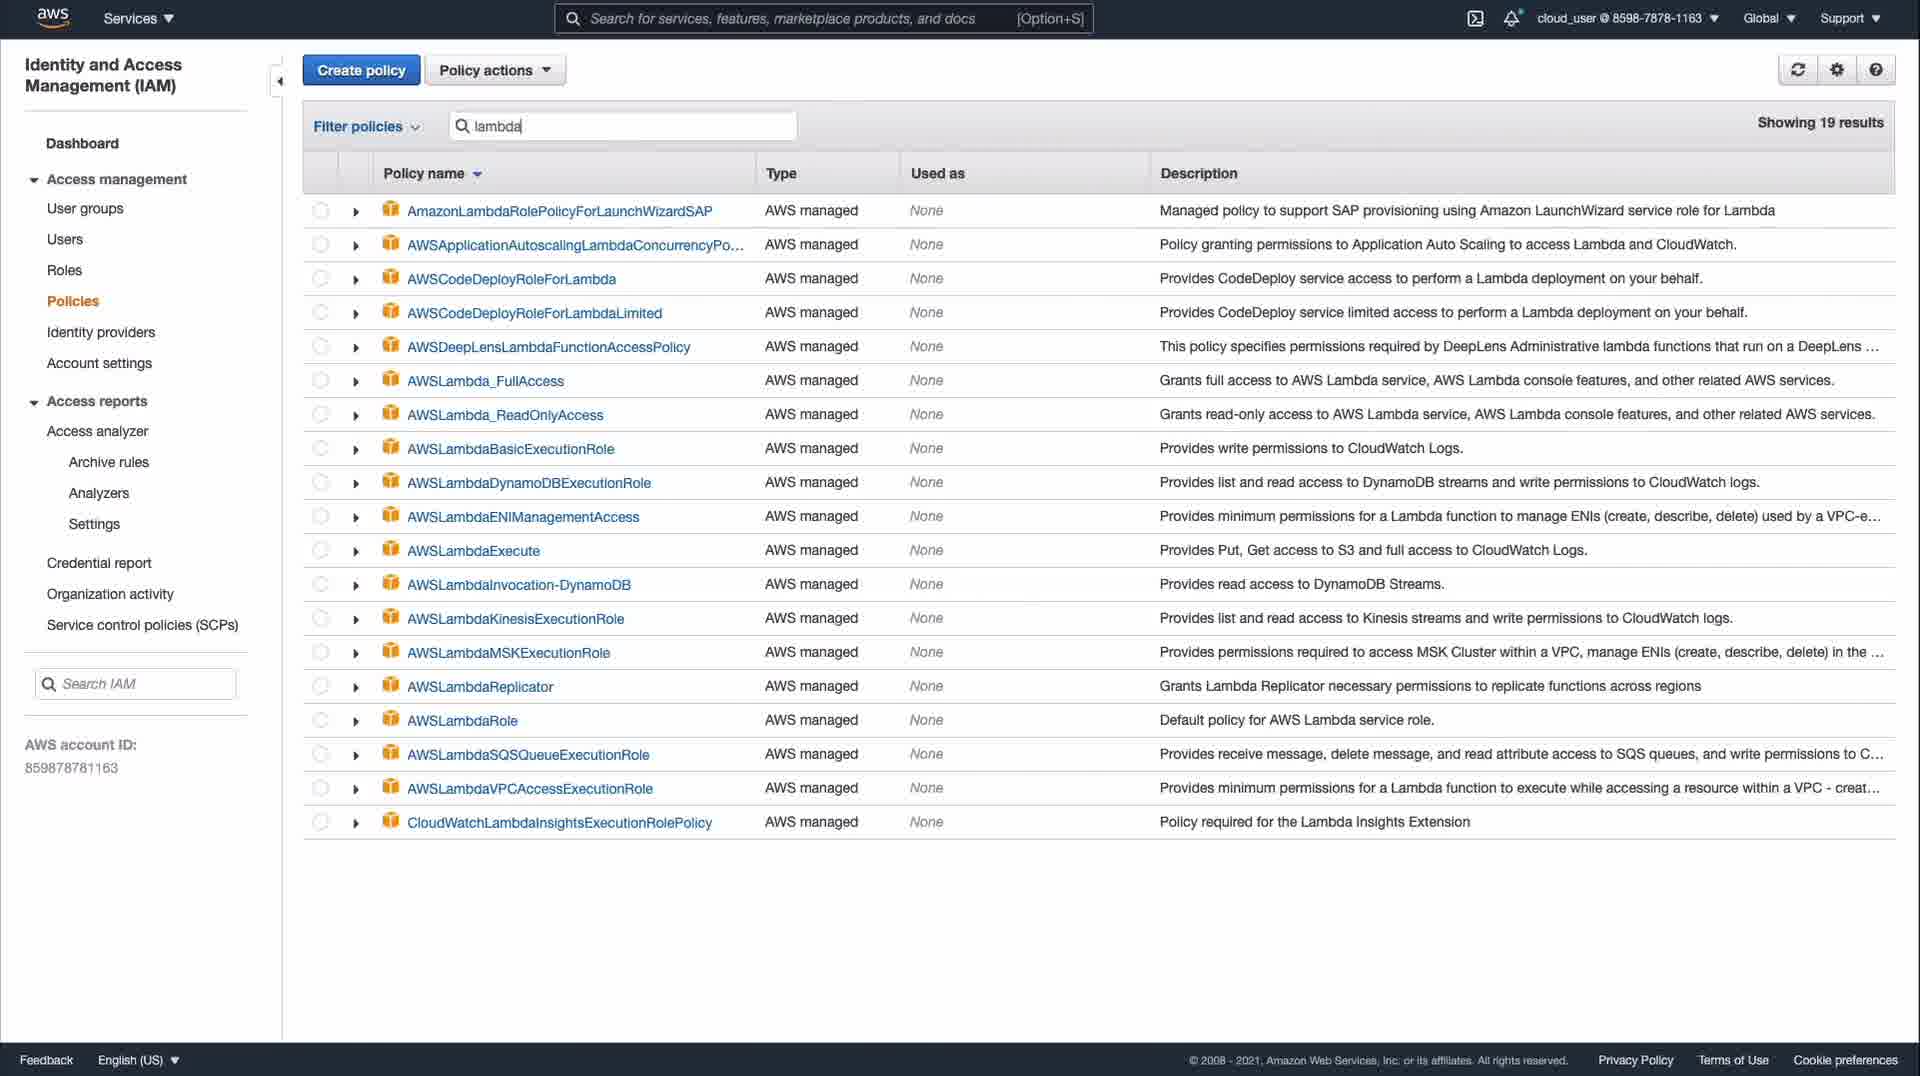 aws
Services
Search for services, features, marketplace products, and docs [Option+S]
cloud_user @ 8598-7878-1163
Global
Support
Identity and Access
Management (IAM)
Dashboard
Access management
User groups
Users
Roles
Policies
Identity providers
Account settings
Access reports
Access analyzer
Archive rules
Analyzers
Settings
Credential report
Organization activity
Service control policies (SCPs)
Search IAM
AWS account ID:
859878781163
Create policy
Policy actions
Filter policies
lambda
Showing 19 results
Policy name Type Used as Description
AmazonLambdaRolePolicyForLaunchWizardSAP AWS managed None Managed policy to support SAP provisioning using Amazon LaunchWizard service role for Lambda
AWSApplicationAutoscalingLambdaConcurrencyPo... AWS managed None Policy granting permissions to Application Auto Scaling to access Lambda and CloudWatch.
AWSCodeDeployRoleForLambda AWS managed None Provides CodeDeploy service access to perform a Lambda deployment on your behalf.
AWSCodeDeployRoleForLambdaLimited AWS managed None Provides CodeDeploy service limited access to perform a Lambda deployment on your behalf.
AWSDeepLensLambdaFunctionAccessPolicy AWS managed None This policy specifies permissions required by DeepLens Administrative lambda functions that run on a DeepLens ...
AWSLambda_FullAccess AWS managed None Grants full access to AWS Lambda service, AWS Lambda console features, and other related AWS services.
AWSLambda_ReadOnlyAccess AWS managed None Grants read-only access to AWS Lambda service, AWS Lambda console features, and other related AWS services.
AWSLambdaBasicExecutionRole AWS managed None Provides write permissions to CloudWatch Logs.
AWSLambdaDynamoDBExecutionRole AWS managed None Provides list and read access to DynamoDB streams and write permissions to CloudWatch logs.
AWSLambdaENIManagementAccess AWS managed None Provides minimum permissions for a Lambda function to manage ENIs (create, describe, delete) used by a VPC-e...
AWSLambdaExecute AWS managed None Provides Put, Get access to S3 and full access to CloudWatch Logs.
AWSLambdaInvocation-DynamoDB AWS managed None Provides read access to DynamoDB Streams.
AWSLambdaKinesisExecutionRole AWS managed None Provides list and read access to Kinesis streams and write permissions to CloudWatch logs.
AWSLambdaMSKExecutionRole AWS managed None Provides permissions required to access MSK Cluster within a VPC, manage ENIs (create, describe, delete) in the ...
AWSLambdaReplicator AWS managed None Grants Lambda Replicator necessary permissions to replicate functions across regions
AWSLambdaRole AWS managed None Default policy for AWS Lambda service role.
AWSLambdaSQSQueueExecutionRole AWS managed None Provides receive message, delete message, and read attribute access to SQS queues, and write permissions to C...
AWSLambdaVPCAccessExecutionRole AWS managed None Provides minimum permissions for a Lambda function to execute while accessing a resource within a VPC - creat...
CloudWatchLambdaInsightsExecutionRolePolicy AWS managed None Policy required for the Lambda Insights Extension
Feedback English (US)
© 2008 - 2021, Amazon Web Services, Inc. or its affiliates. All rights reserved. Privacy Policy Terms of Use Cookie preferences